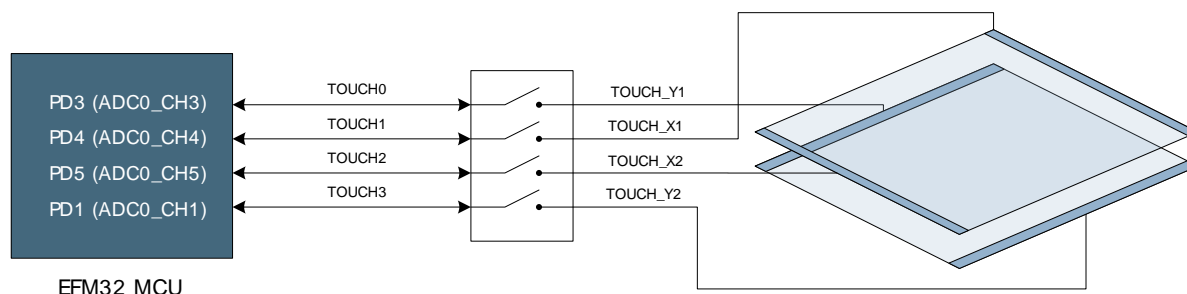 PD3 (ADC0_CH3)
PD4 (ADC0_CH4)
PD5 (ADC0_CH5)
PD1 (ADC0_CH1)
EFM32 MCU
TOUCH0
TOUCH1
TOUCH2
TOUCH3
TOUCH_Y1
TOUCH_X1
TOUCH_X2
TOUCH_Y2